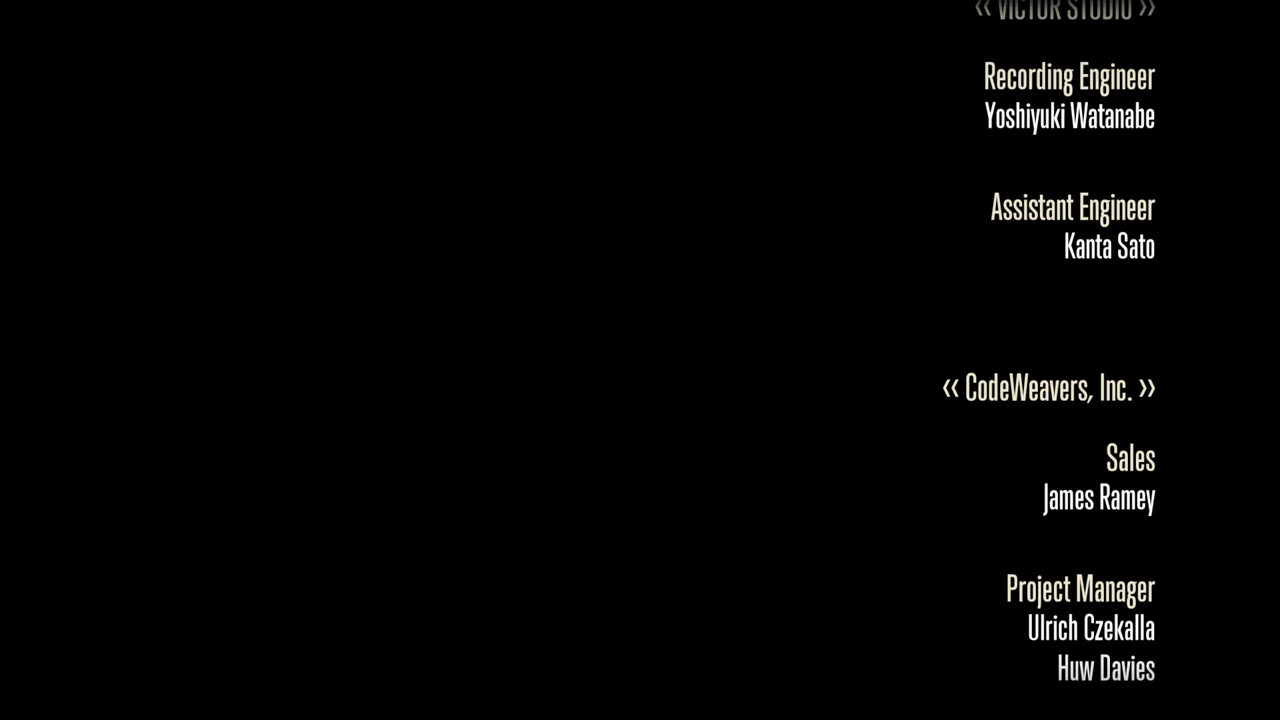 ‹‹ VICTOR STUDIO ››
Recording Engineer
Yoshiyuki Watanabe
Assistant Engineer
Kanta Sato
‹‹ CodeWeavers, Inc. ››
Sales
James Ramey
Project Manager
Ulrich Czekalla
Huw Davies